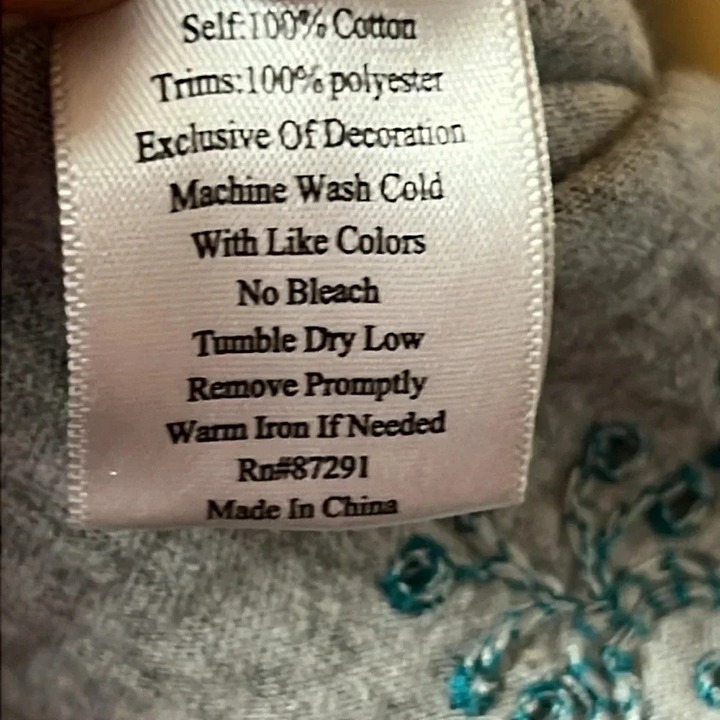 Self:100% Cotton
Trims:100% polyester
Exclusive Of Decoration
Machine Wash Cold
With Like Colors
No Bleach
Tumble Dry Low
Remove Promptly
Warm Iron If Needed
Rn#87291
Made In China